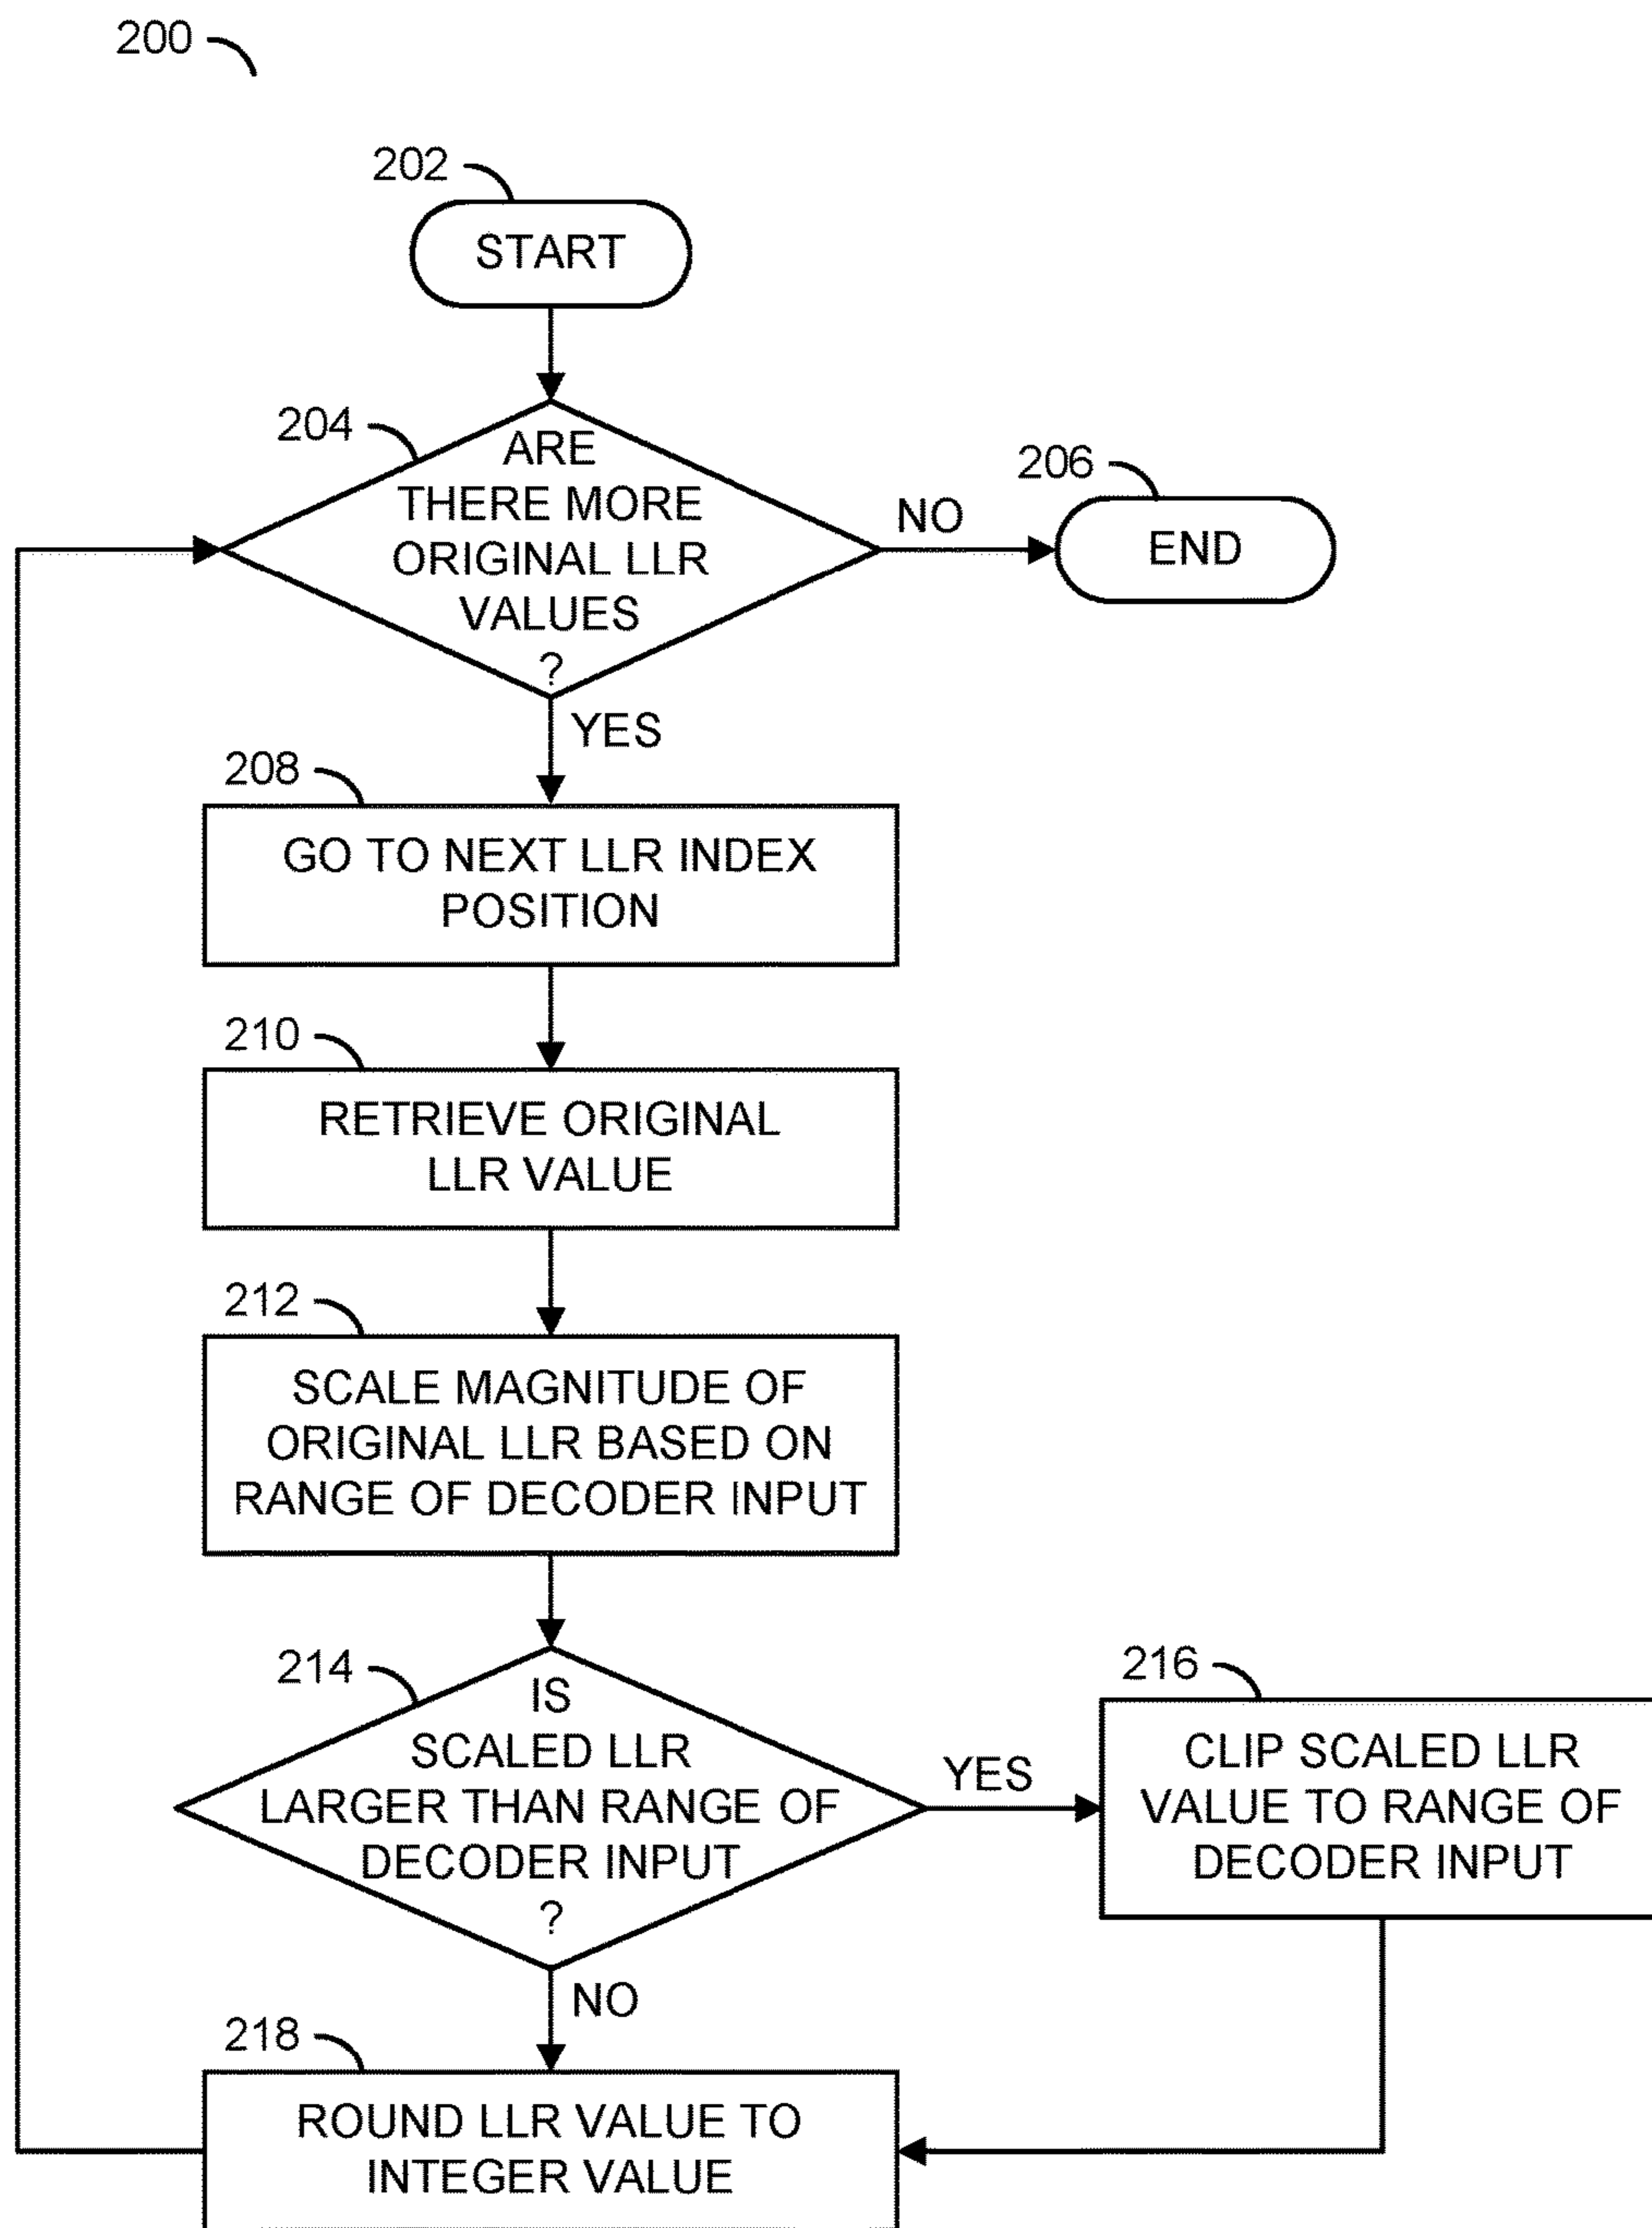 200
202
START
204
ARE
THERE MORE
ORIGINAL LLR
VALUES
?
NO
206
END
YES
208
GO TO NEXT LLR INDEX
POSITION
210
RETRIEVE ORIGINAL
LLR VALUE
212
SCALE MAGNITUDE OF
ORIGINAL LLR BASED ON
RANGE OF DECODER INPUT
214
IS
SCALED LLR
LARGER THAN RANGE OF
DECODER INPUT
?
YES
216
CLIP SCALED LLR
VALUE TO RANGE OF
DECODER INPUT
NO
218
ROUND LLR VALUE TO
INTEGER VALUE